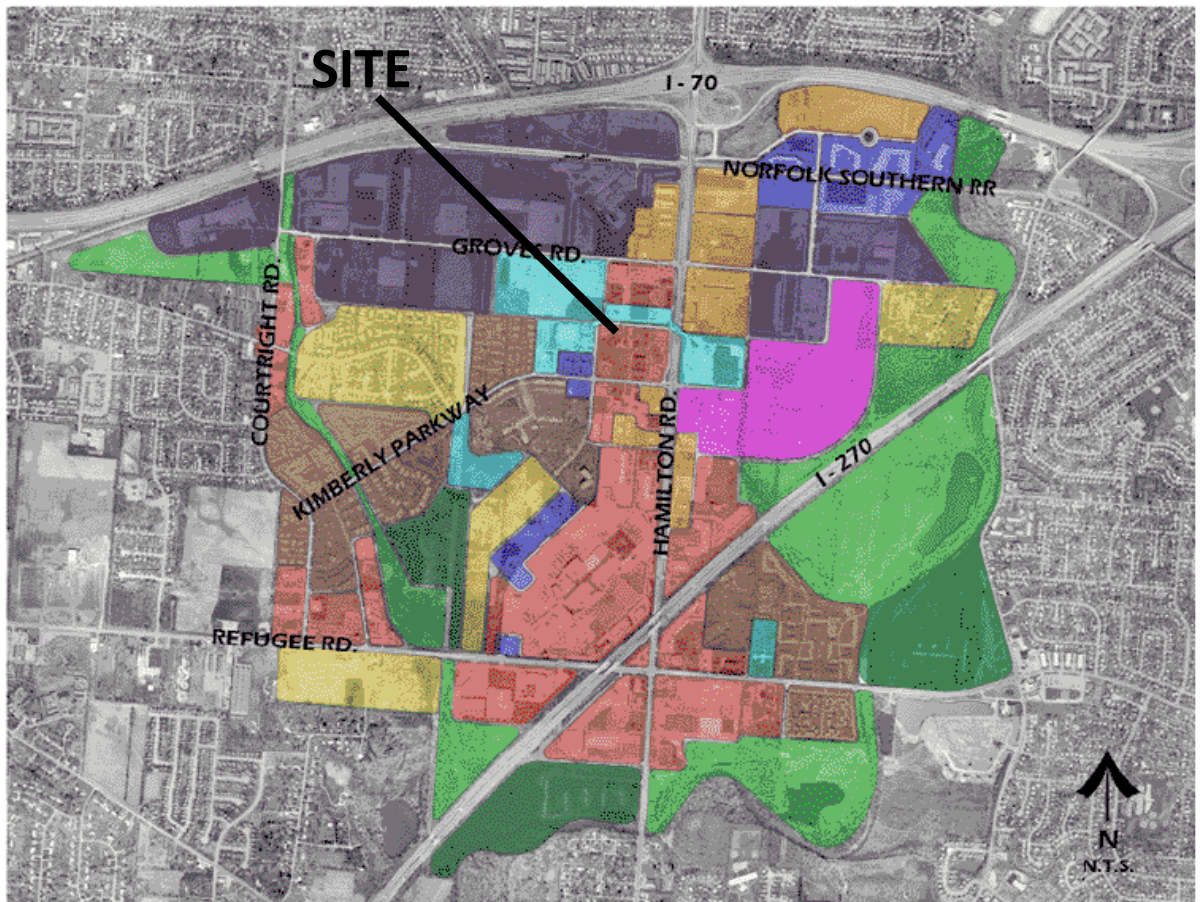 SITE
I - 70
NORFOLK SOUTHERN RR
GROVES RD.
COURTRIGHT RD.
KIMBERLY PARKWAY
HAMILTON RD.
I - 270
REFUGEE RD.
N
N.T.S.